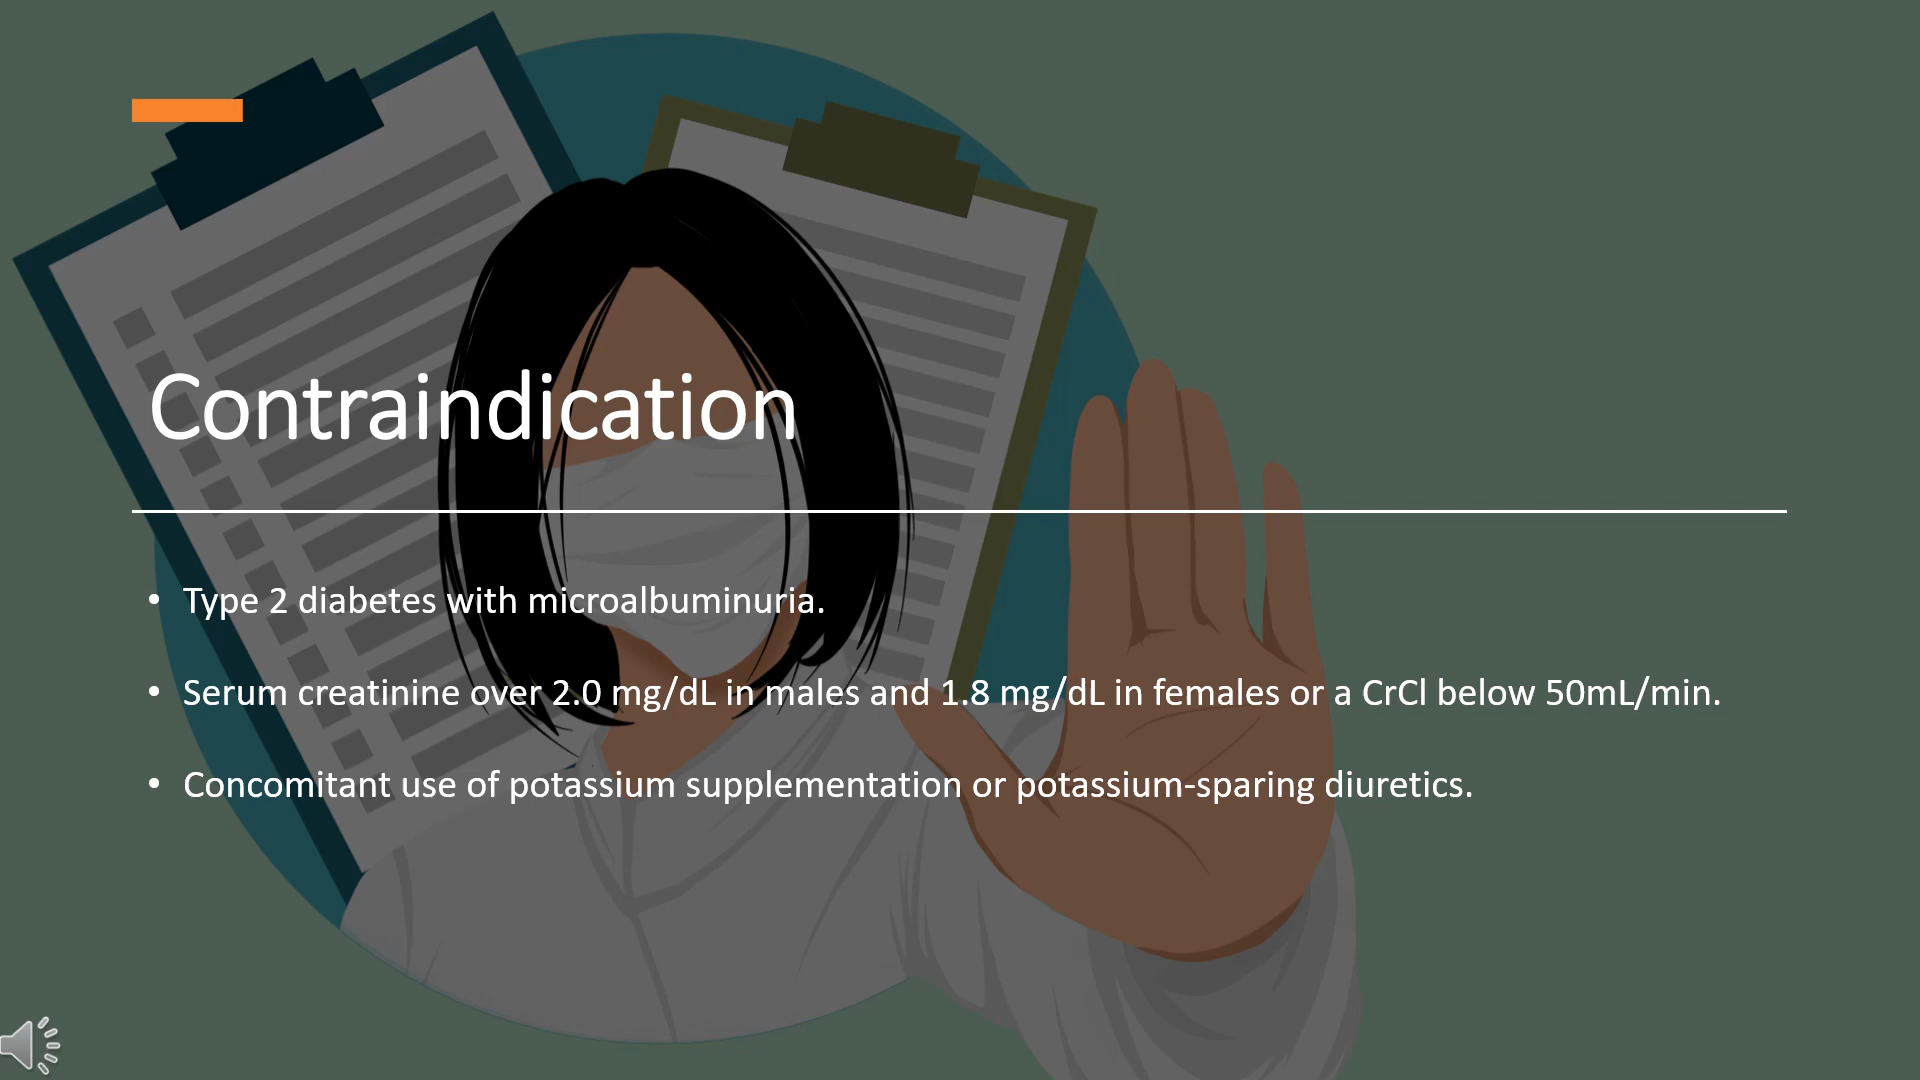 Contraindication
• Type 2 diabetes with microalbuminuria.
• Serum creatinine over 2.0 mg/dL in males and 1.8 mg/dL in females or a CrCl below 50mL/min.
• Concomitant use of potassium supplementation or potassium-sparing diuretics.